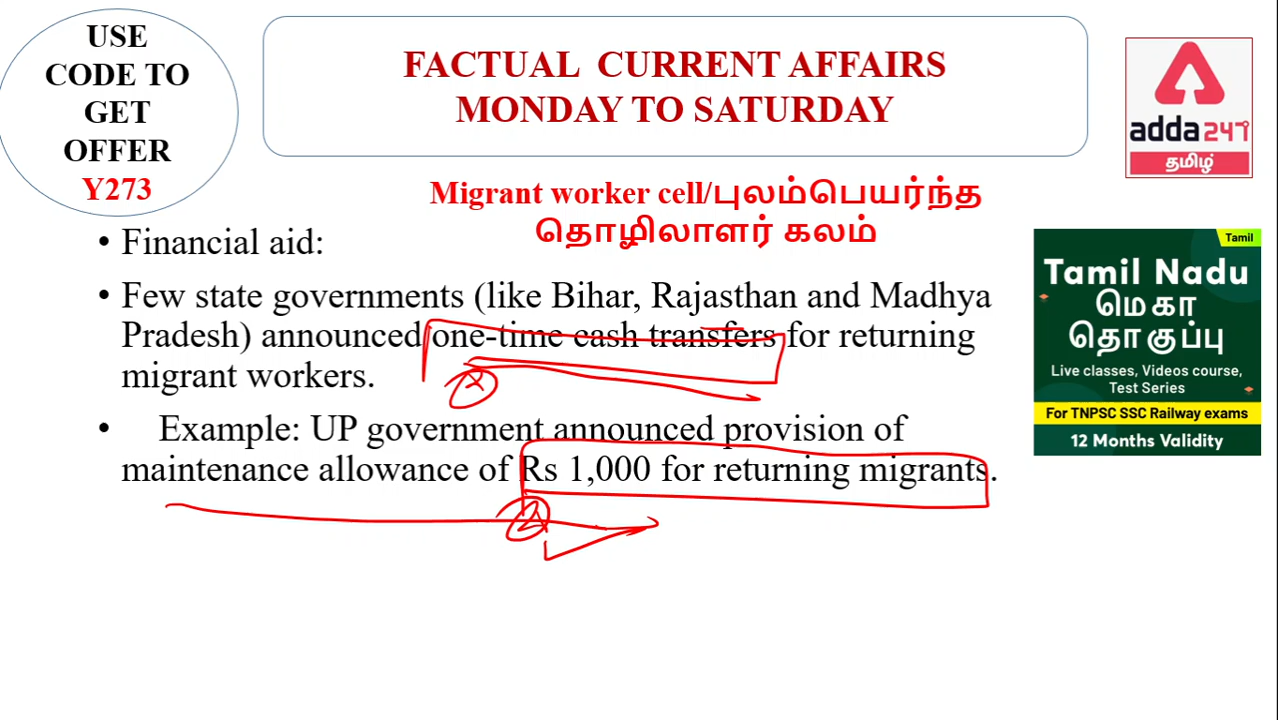 USE
CODE TO
GET
OFFER
Y273
FACTUAL CURRENT AFFAIRS
MONDAY TO SATURDAY
adda247
தமிழ்
Migrant worker cell/புலம்பெயர்ந்த
தொழிலாளர் கலம்
• Financial aid:
• Few state governments (like Bihar, Rajasthan and Madhya
Pradesh) announced one-time cash transfers for returning
migrant workers.
• Example: UP government announced provision of
maintenance allowance of Rs 1,000 for returning migrants.
Tamil
Tamil Nadu
மெகா
தொகுப்பு
Live classes, Videos course,
Test Series
For TNPSC SSC Railway exams
12 Months Validity